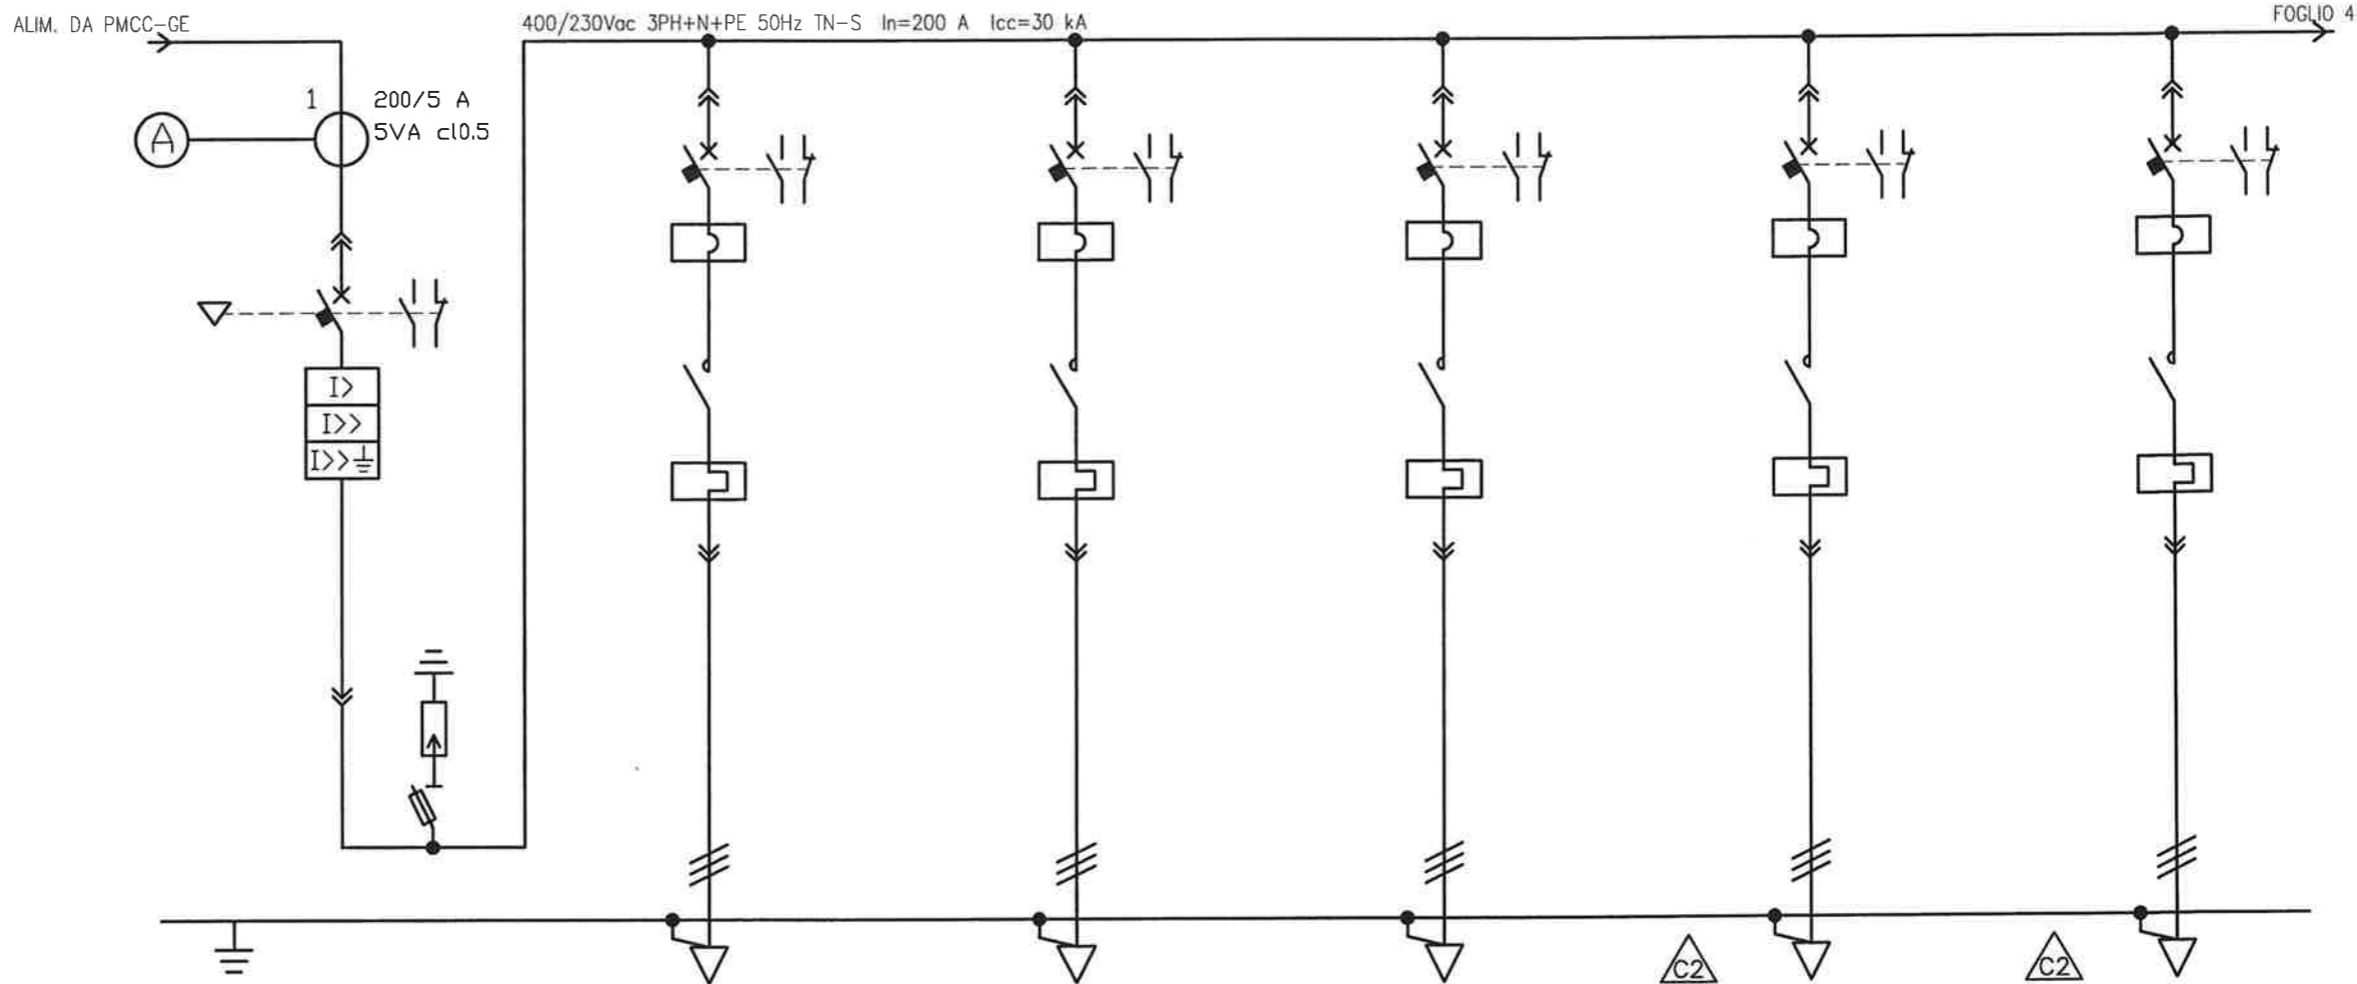 ALIM. DA PMCC-GE
400/230Vac 3PH+N+PE 50Hz TN-S In=200 A Icc=30 kA
FOGLIO 4
1
200/5 A
A
5VA cl0.5
I>
I>>
I>>
C2
C2